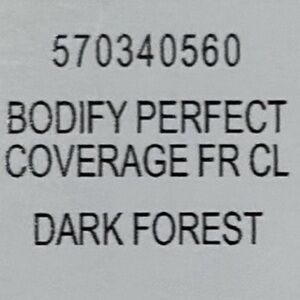 570340560
BODIFY PERFECT
COVERAGE FR CL
DARK FOREST